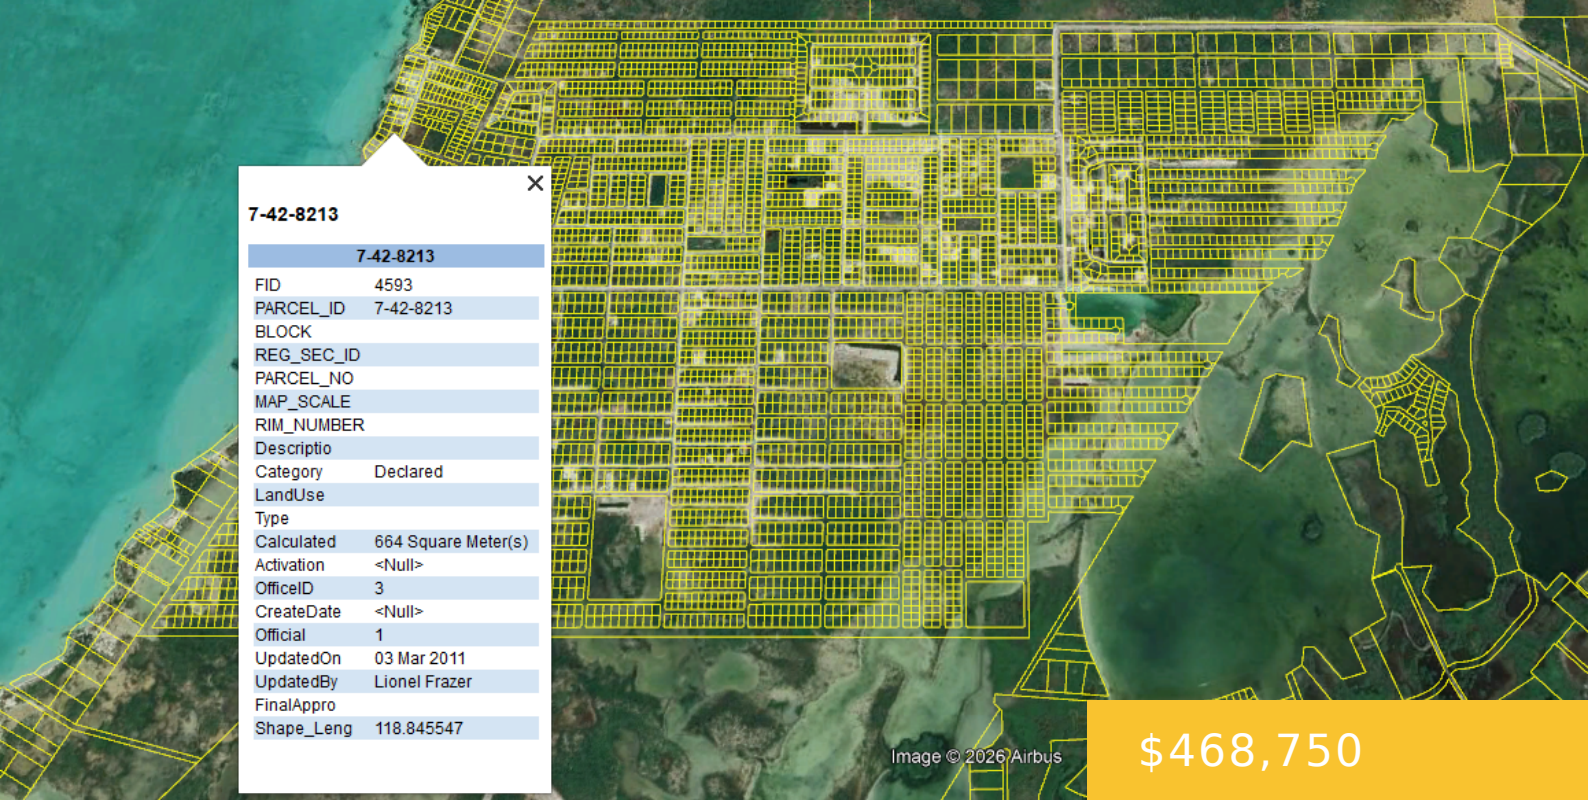 7-42-8213
7-42-8213
FID 4593
PARCEL_ID 7-42-8213
BLOCK
REG_SEC_ID
PARCEL_NO
MAP_SCALE
RIM_NUMBER
Descriptio
Category Declared
LandUse
Type
Calculated 664 Square Meter(s)
Activation <Null>
OfficeID 3
CreateDate <Null>
Official 1
UpdatedOn 03 Mar 2011
UpdatedBy Lionel Frazer
FinalAppro
Shape_Leng 118.845547
Image © 2026 Airbus
$468,750